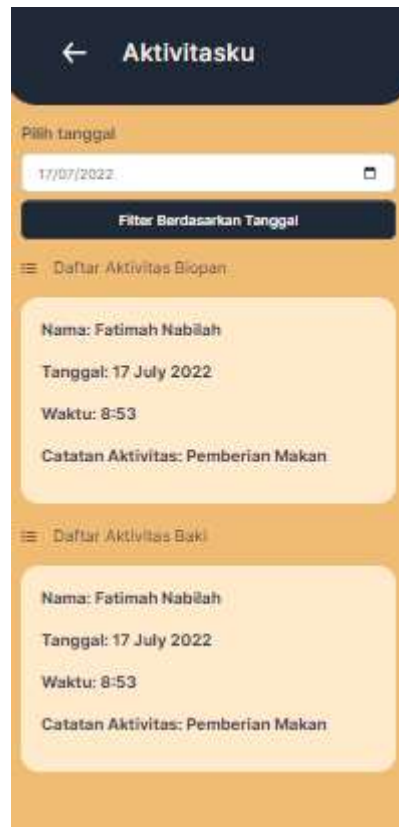 Aktivitasku
Pilih tanggal
17/07/2022
Filter Berdasarkan Tanggal
Daftar Aktivitas Biopan
Nama: Fatimah Nabilah
Tanggal: 17 July 2022
Waktu: 8:53
Catatan Aktivitas: Pemberian Makan
Daftar Aktivitas Baki
Nama: Fatimah Nabilah
Tanggal: 17 July 2022
Waktu: 8:53
Catatan Aktivitas: Pemberian Makan